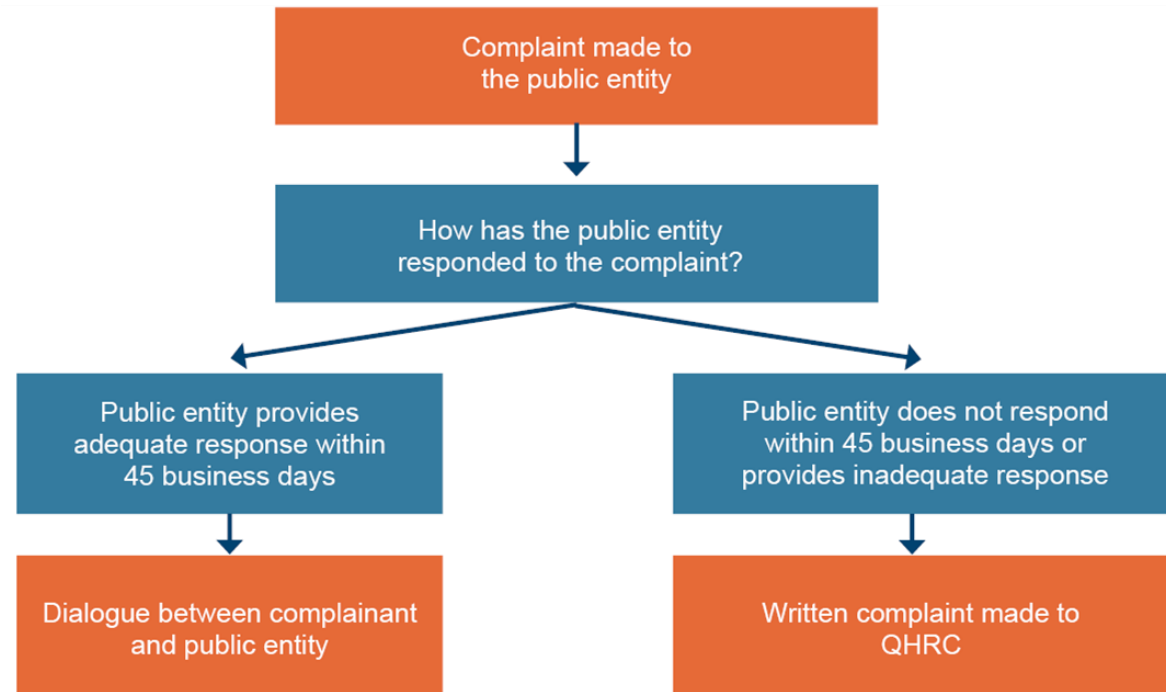 Complaint made to
the public entity
How has the public entity
responded to the complaint?
Public entity provides
adequate response within
45 business days
Public entity does not respond
within 45 business days or
provides inadequate response
Dialogue between complainant
and public entity
Written complaint made to
QHRC